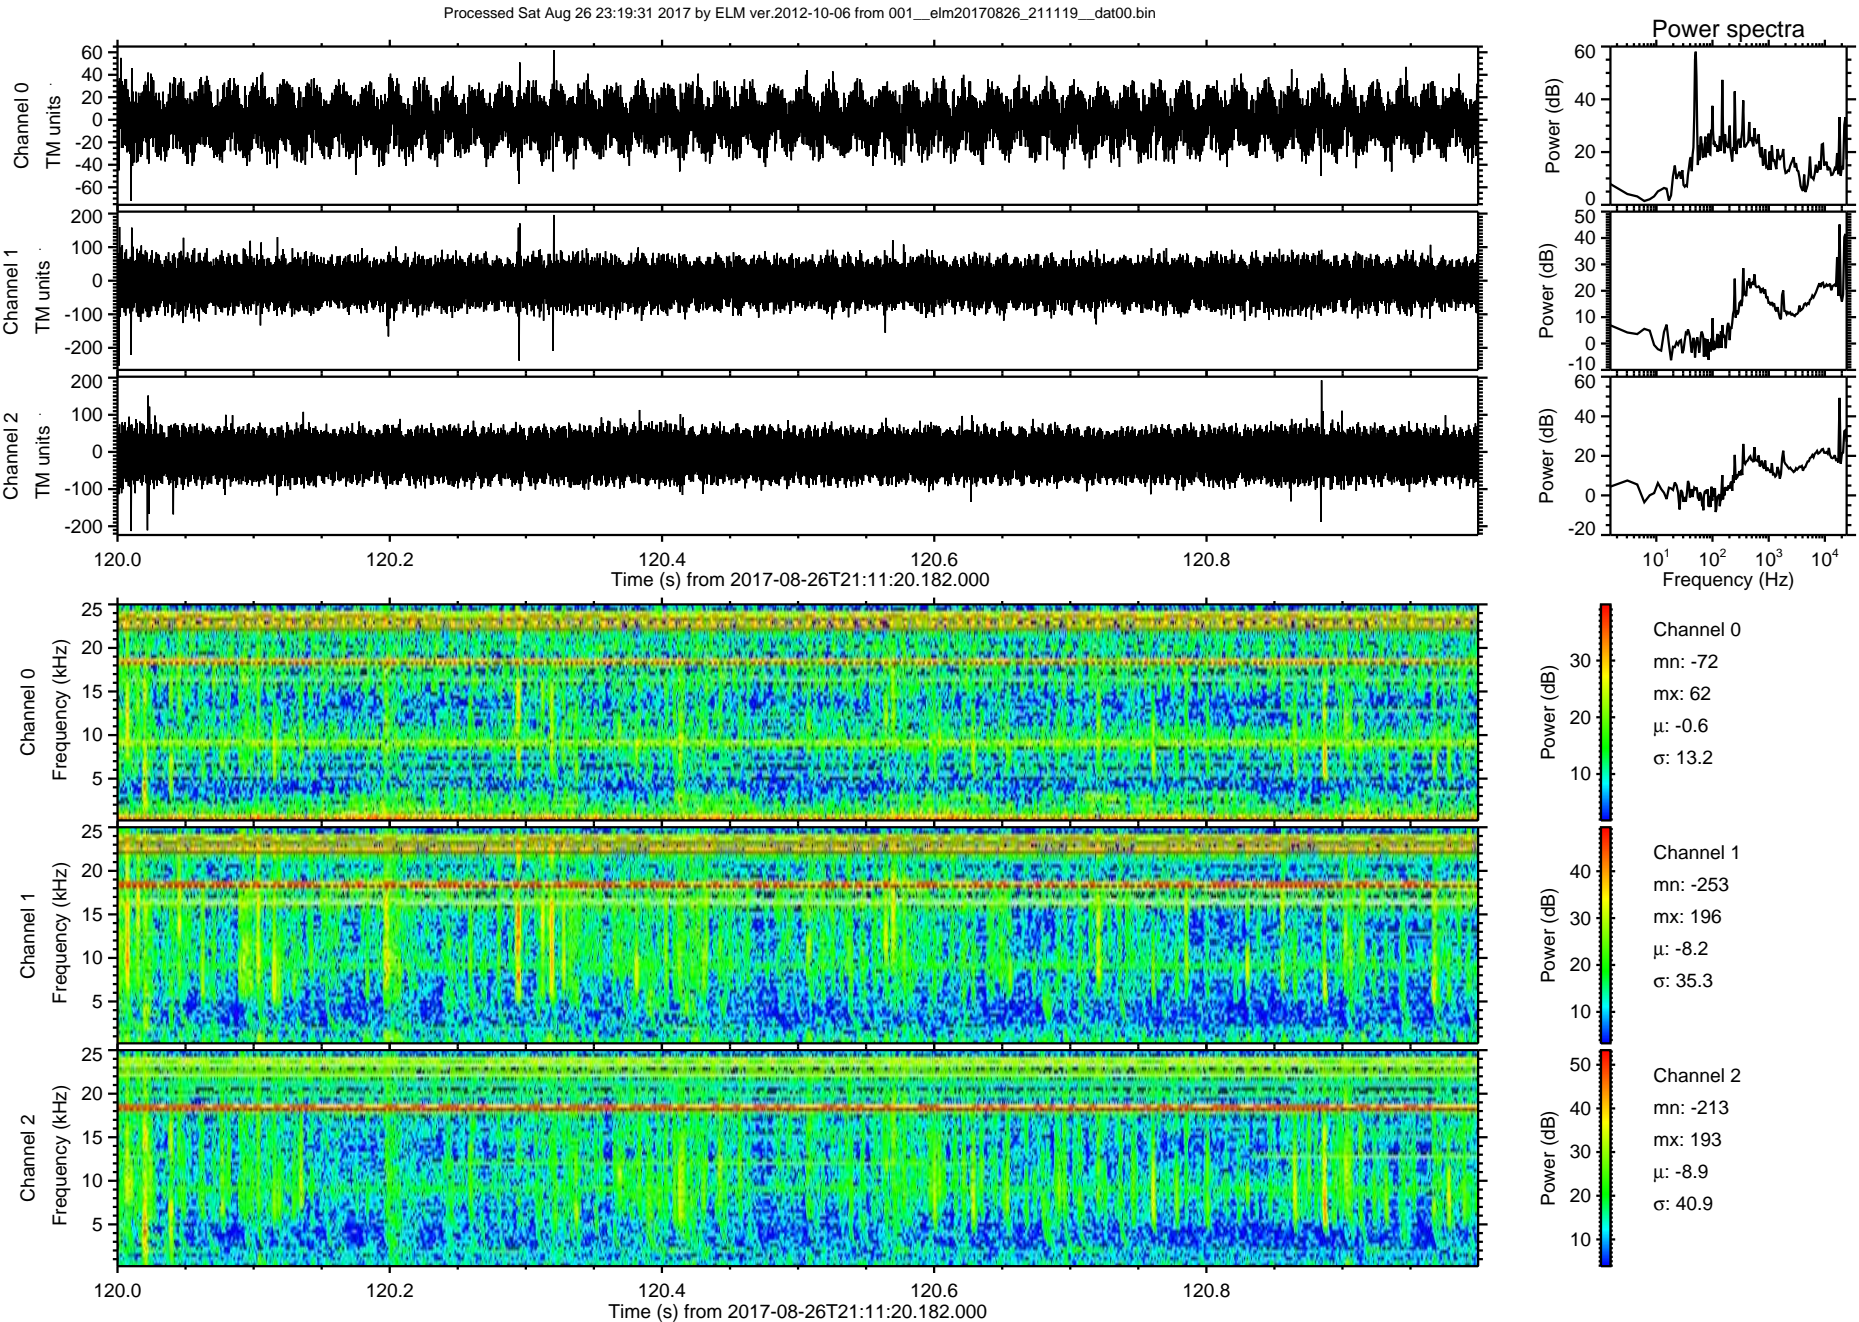 Processed Sat Aug 26 23:19:31 2017 by ELM ver.2012-10-06 from 001__elm20170826_211119__dat00.bin
Power spectra
Channel 0
TM units
60
40
20
0
-20
-40
-60
Power (dB)
60
40
20
0
Channel 1
TM units
200
100
0
-100
-200
Power (dB)
50
40
30
20
10
0
-10
Channel 2
TM units
200
100
0
-100
-200
Power (dB)
60
40
20
0
-20
120.0 120.2 120.4 120.6 120.8
Time (s) from 2017-08-26T21:11:20.182.000
10^1 10^2 10^3 10^4
Frequency (Hz)
Channel 0
Frequency (kHz)
25
20
15
10
5
Power (dB)
30
20
10
Channel 0
mn: -72
mx: 62
μ: -0.6
σ: 13.2
Channel 1
Frequency (kHz)
25
20
15
10
5
Power (dB)
40
30
20
10
Channel 1
mn: -253
mx: 196
μ: -8.2
σ: 35.3
Channel 2
Frequency (kHz)
25
20
15
10
5
Power (dB)
50
40
30
20
10
Channel 2
mn: -213
mx: 193
μ: -8.9
σ: 40.9
120.0 120.2 120.4 120.6 120.8
Time (s) from 2017-08-26T21:11:20.182.000